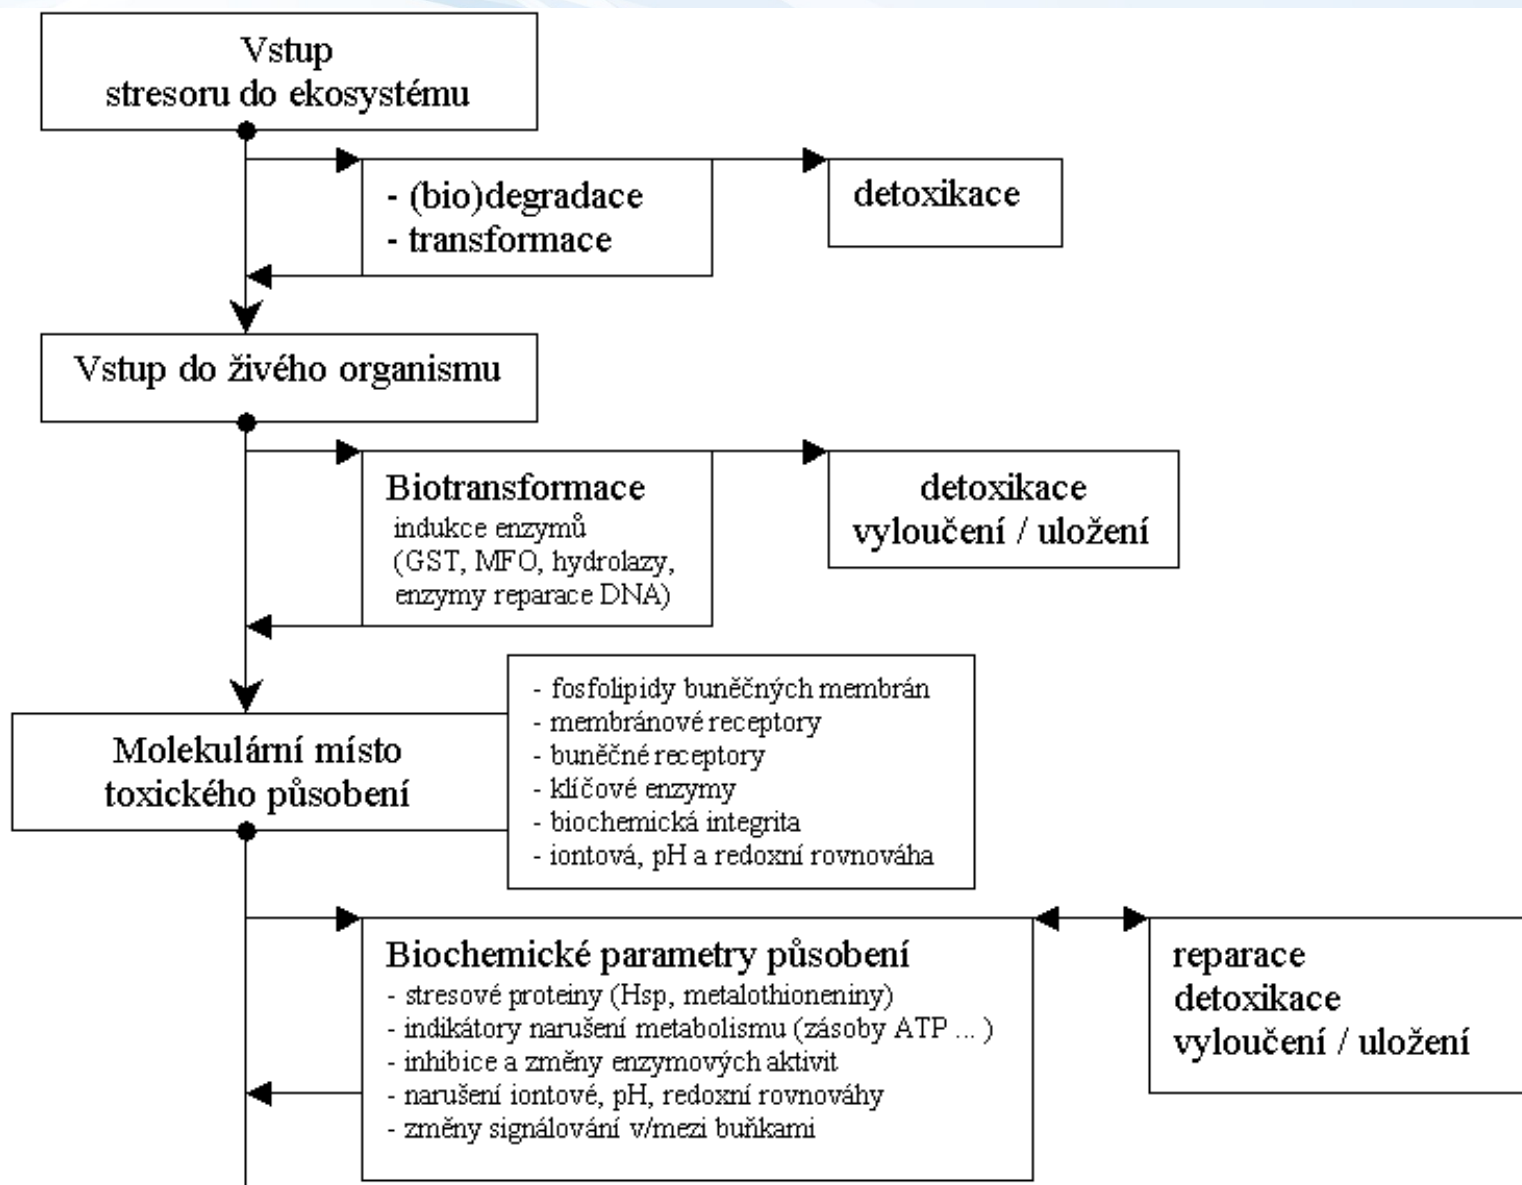 Vstup
stresoru do ekosystému
- (bio)degradace
- transformace
detoxikace
Vstup do živého organismu
Biotransformace
indukce enzymů
(GST, MFO, hydrolazy,
enzymy reparace DNA)
detoxikace
vyloučení / uložení
Molekulární místo
toxického působení
- fosfolipidy buněčných membrán
- membránové receptory
- buněčné receptory
- klíčové enzymy
- biochemická integrita
- iontová, pH a redoxní rovnováha
Biochemické parametry působení
- stresové proteiny (Hsp, metalothioneniny)
- indikátory narušení metabolismu (zásoby ATP ... )
- inhibice a změny enzymových aktivit
- narušení iontové, pH, redoxní rovnováhy
- změny signálování v/mezi buňkami
reparace
detoxikace
vyloučení / uložení